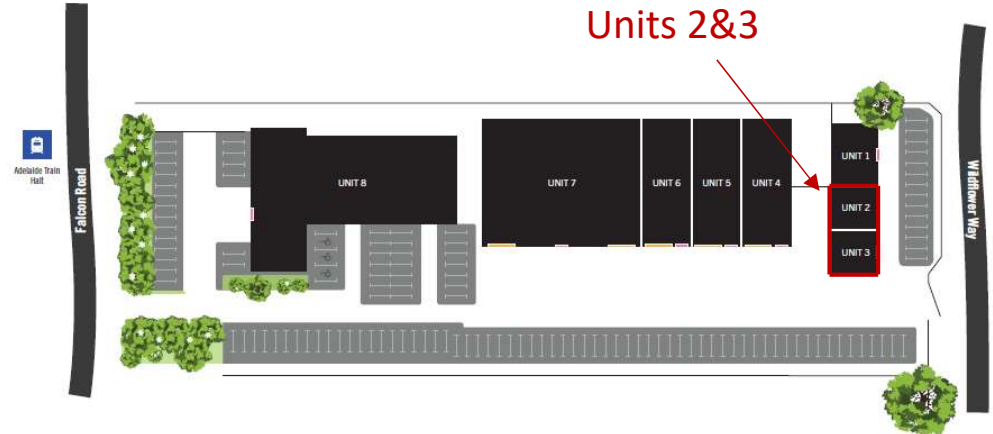 Units 2&3
Adelaide Train
Halt
Falcon Road
UNIT 8
UNIT 7
UNIT 6
UNIT 5
UNIT 4
UNIT 1
UNIT 2
UNIT 3
Wildflower Way